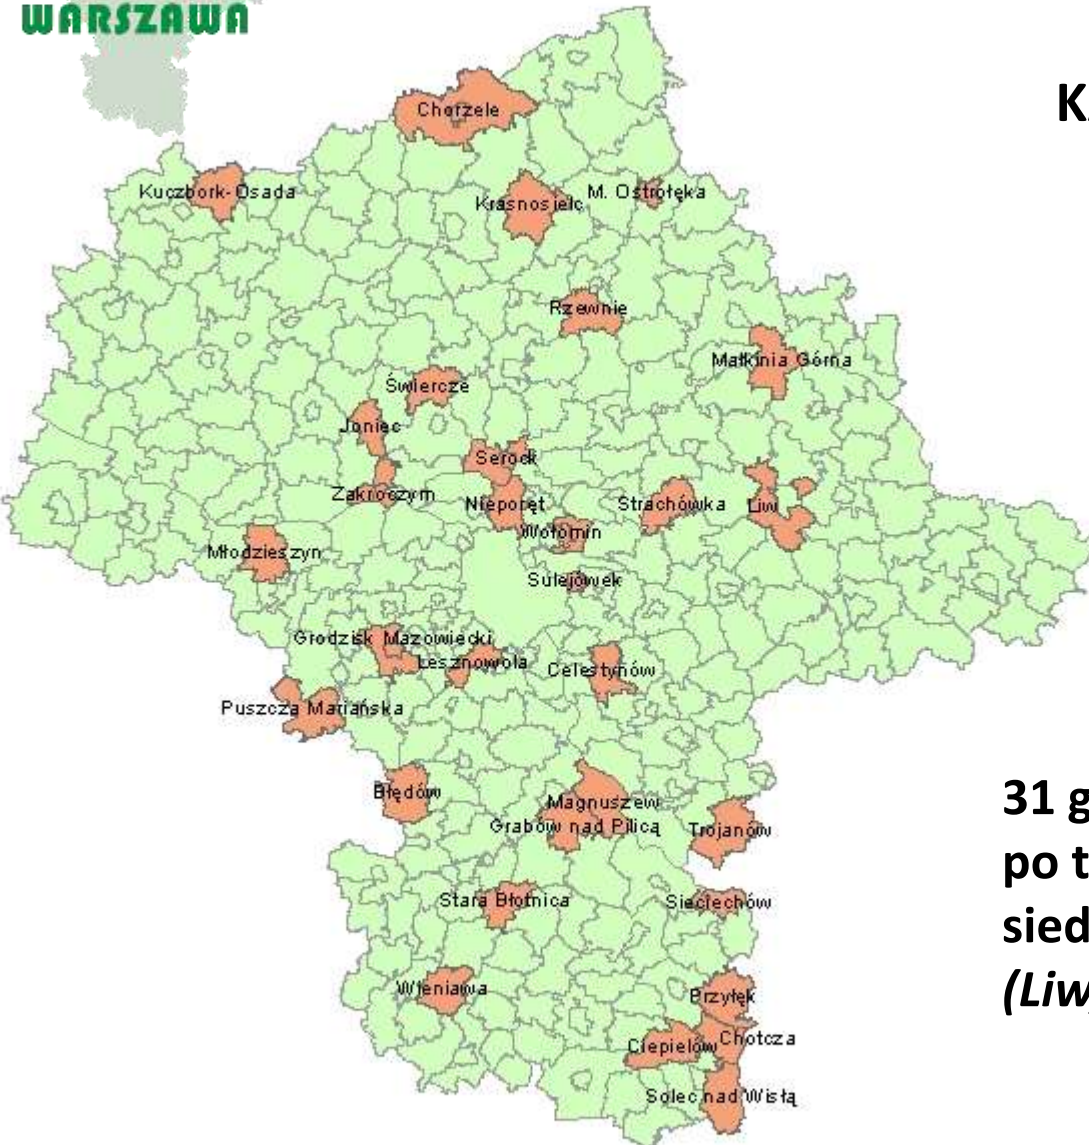 WARSZAWA
K
Chorzele
Kuczbork-Osada
M. Ostrołęka
Krasnosielc
Rzewnie
Małkinia Górna
Świercze
Joniec
Serock
Zakroczym
Nieporęt
Strachówka
Liw
Wołomin
Młodzieszyn
Sulejówek
Grodzisk Mazowiecki
Lesznowola
Celestynów
Puszcza Mariańska
Błędów
Magnuszew
Grabów nad Pilicą
Trojanów
Stara Błotnica
Sieciechów
Wieniawa
Przyłęk
Chotcza
Ciepielów
Solec nad Wisłą
31 g
po t
sied
(Liw,